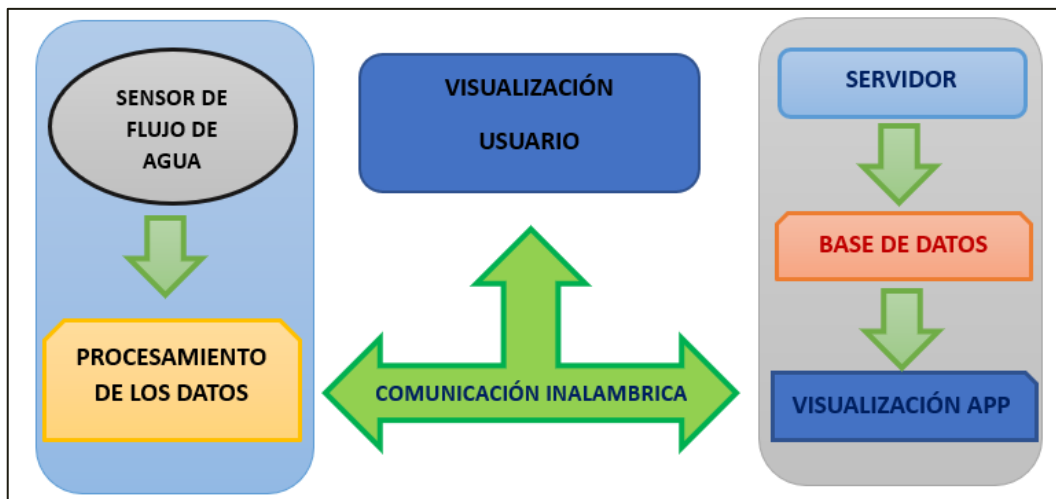 SENSOR DE
FLUJO DE
AGUA
PROCESAMIENTO
DE LOS DATOS
VISUALIZACIÓN
USUARIO
COMUNICACIÓN INALAMBRICA
SERVIDOR
BASE DE DATOS
VISUALIZACIÓN APP